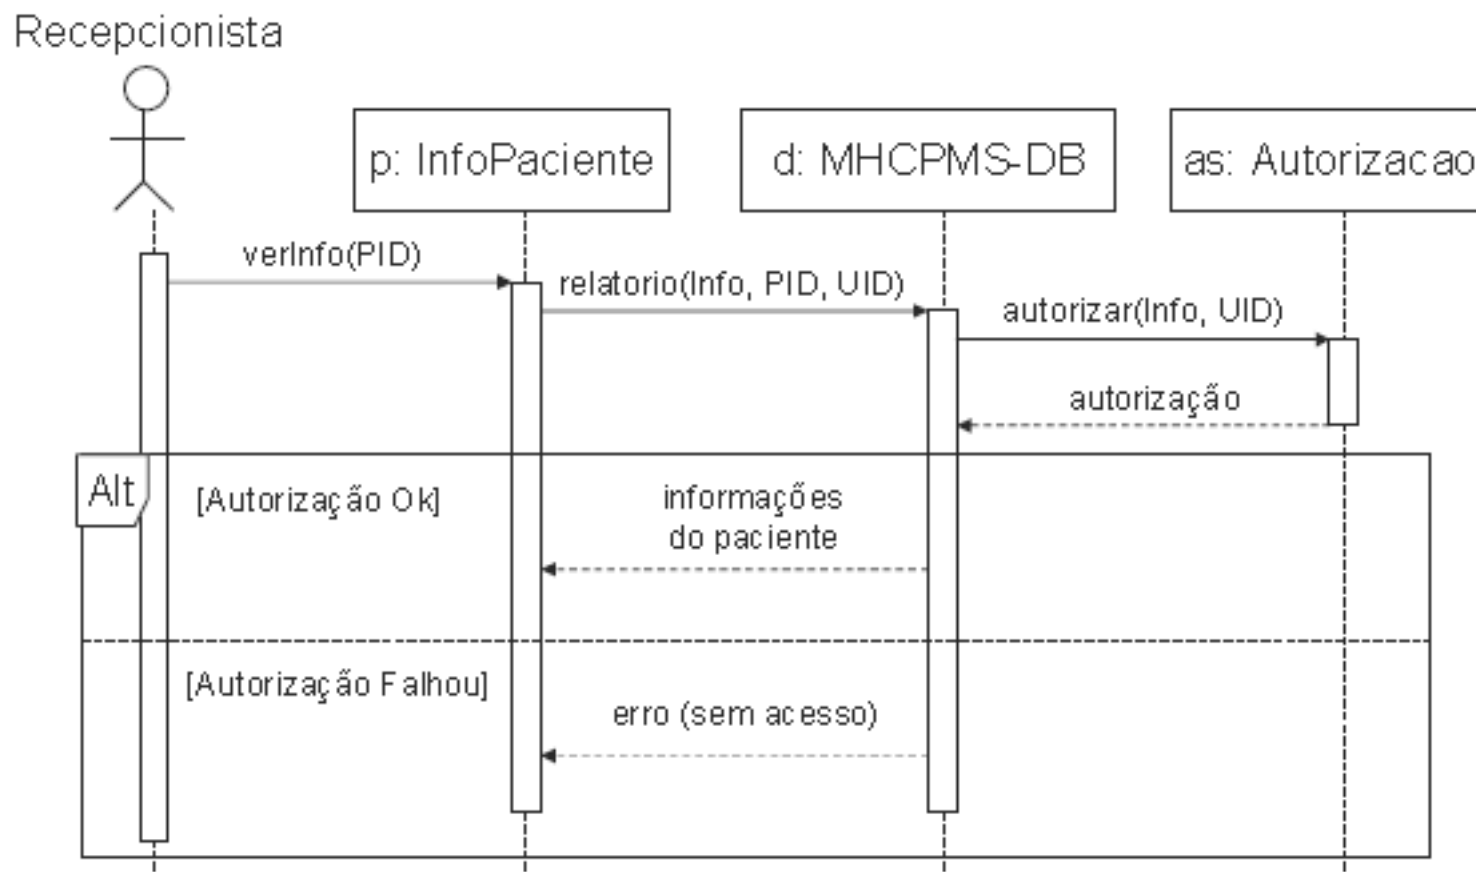 Recepcionista
p: InfoPaciente
d: MHCPMS-DB
as: Autorizacao
verInfo(PID)
relatorio(Info, PID, UID)
autorizar(Info, UID)
autorização
Alt
[Autorização Ok]
informações
do paciente
[Autorização Falhou]
erro (sem acesso)